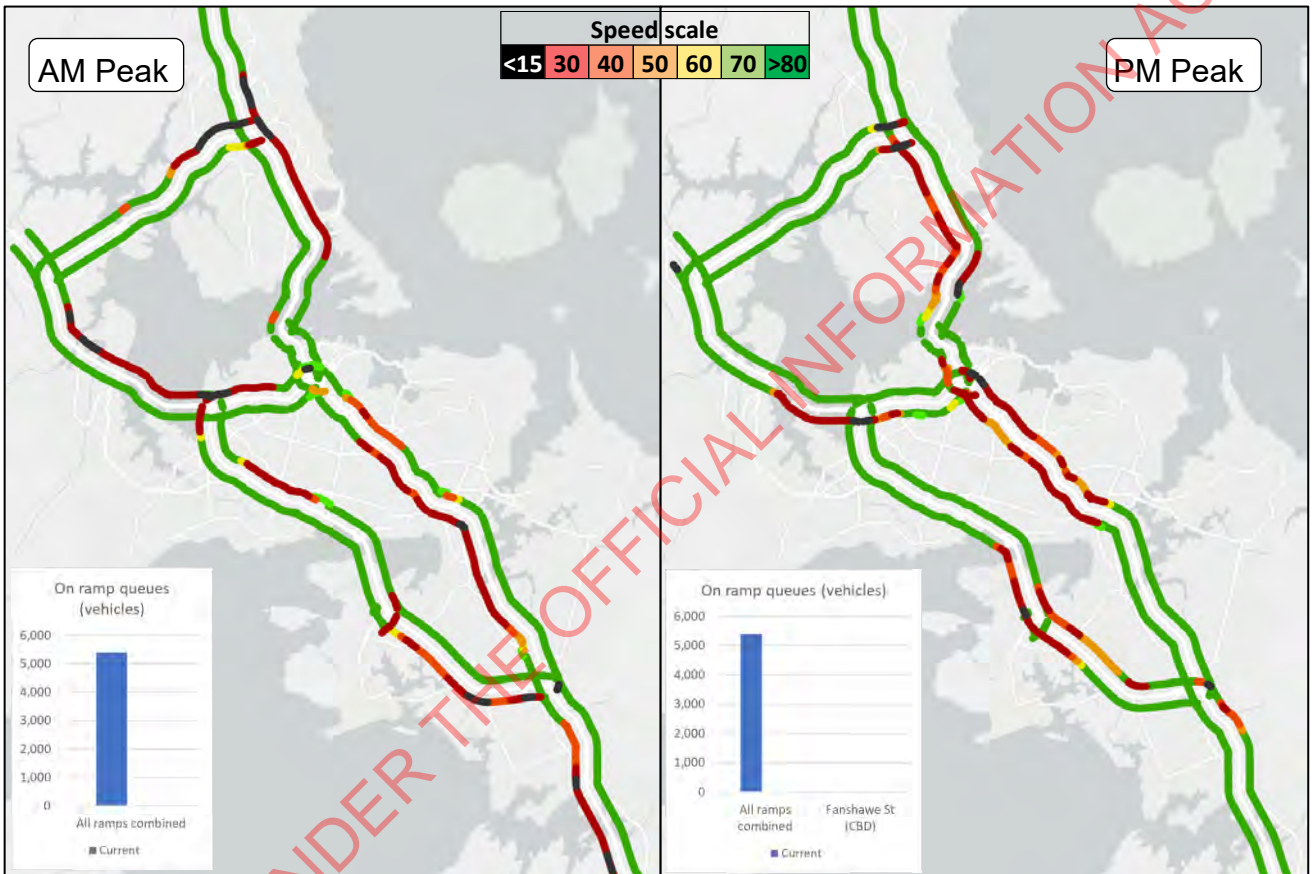 AM Peak
Speed scale
<15 30 40 50 60 70 >80
PM Peak
On ramp queues
(vehicles)
6,000
5,000
4,000
3,000
2,000
1,000
0
All ramps combined
Current
On ramp queues (vehicles)
6,000
5,000
4,000
3,000
2,000
1,000
0
All ramps
combined
Fanshawe St
(CBD)
Current
UNDER THE OFFICIAL INFORMATION AC